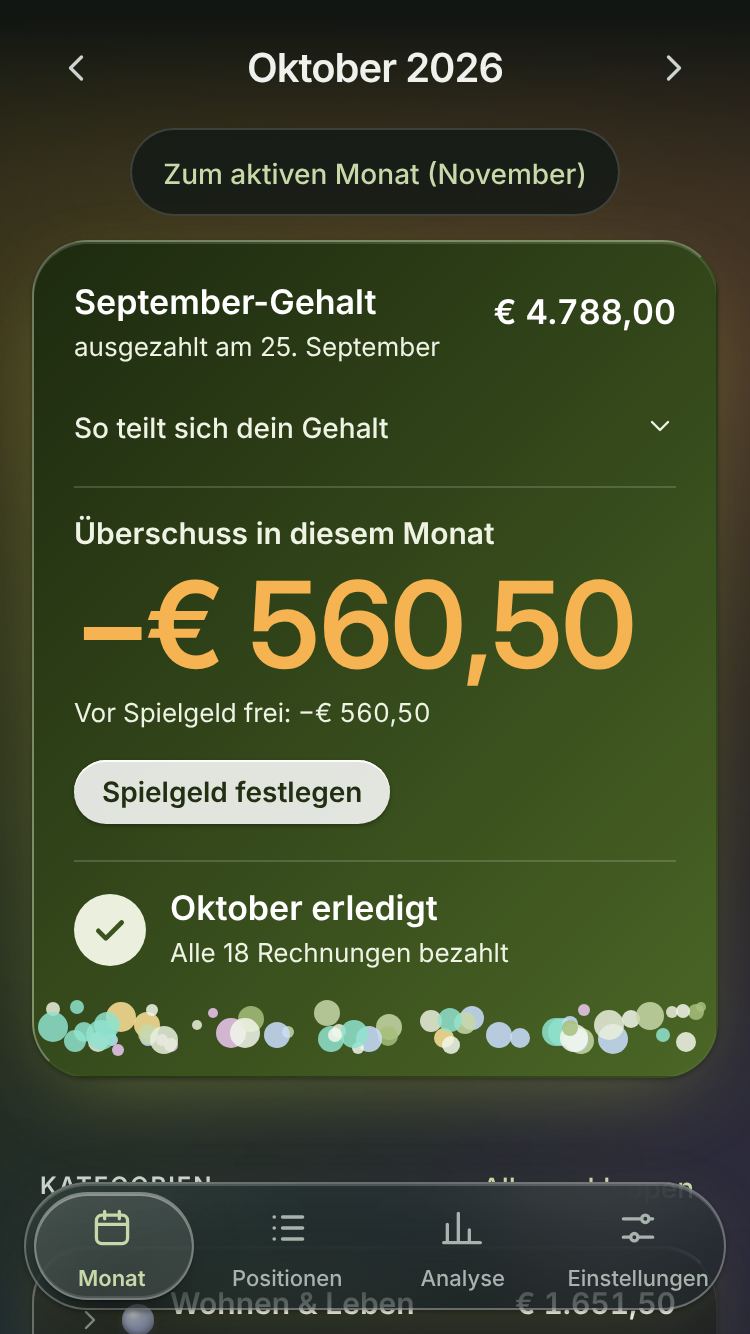 Oktober 2026
Zum aktiven Monat (November)
September-Gehalt
€ 4.788,00
ausgezahlt am 25. September
So teilt sich dein Gehalt
Überschuss in diesem Monat
−€ 560,50
Vor Spielgeld frei: −€ 560,50
Spielgeld festlegen
Oktober erledigt
Alle 18 Rechnungen bezahlt
KATEGORIEN
Monat
Positionen
Analyse
Einstellungen
Wohnen & Leben
€ 1.651,50